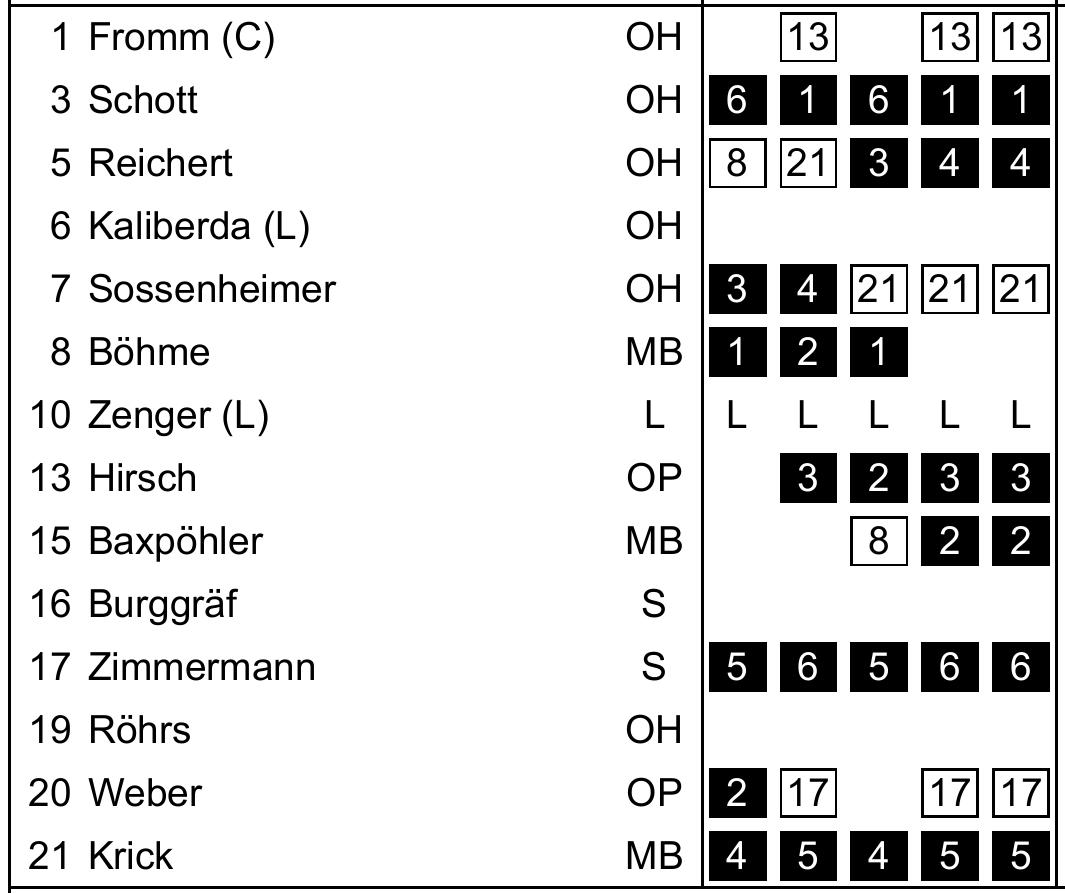 1 Fromm (C) OH 13 13 13
3 Schott OH 6 1 6 1 1
5 Reichert OH 8 21 3 4 4
6 Kaliberda (L) OH
7 Sossenheimer OH 3 4 21 21 21
8 Böhme MB 1 2 1
10 Zenger (L) L L L L L L
13 Hirsch OP 3 2 3 3
15 Baxpöhler MB 8 2 2
16 Burggräf S
17 Zimmermann S 5 6 5 6 6
19 Röhrs OH
20 Weber OP 2 17 17 17
21 Krick MB 4 5 4 5 5